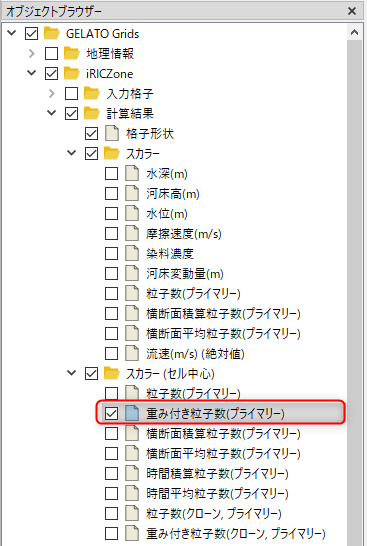 オブジェクトブラウザー
GELATO Grids
地理情報
iRICZone
入力格子
計算結果
格子形状
スカラー
水深(m)
河床高(m)
水位(m)
摩擦速度(m/s)
染料濃度
河床変動量(m)
粒子数(プライマリー)
横断面積算粒子数(プライマリー)
横断面平均粒子数(プライマリー)
流速(m/s) (絶対値)
スカラー (セル中心)
粒子数(プライマリー)
重み付き粒子数(プライマリー)
横断面積算粒子数(プライマリー)
横断面平均粒子数(プライマリー)
時間積算粒子数(プライマリー)
時間平均粒子数(プライマリー)
粒子数(クローン, プライマリー)
重み付き粒子数(クローン, プライマリー)